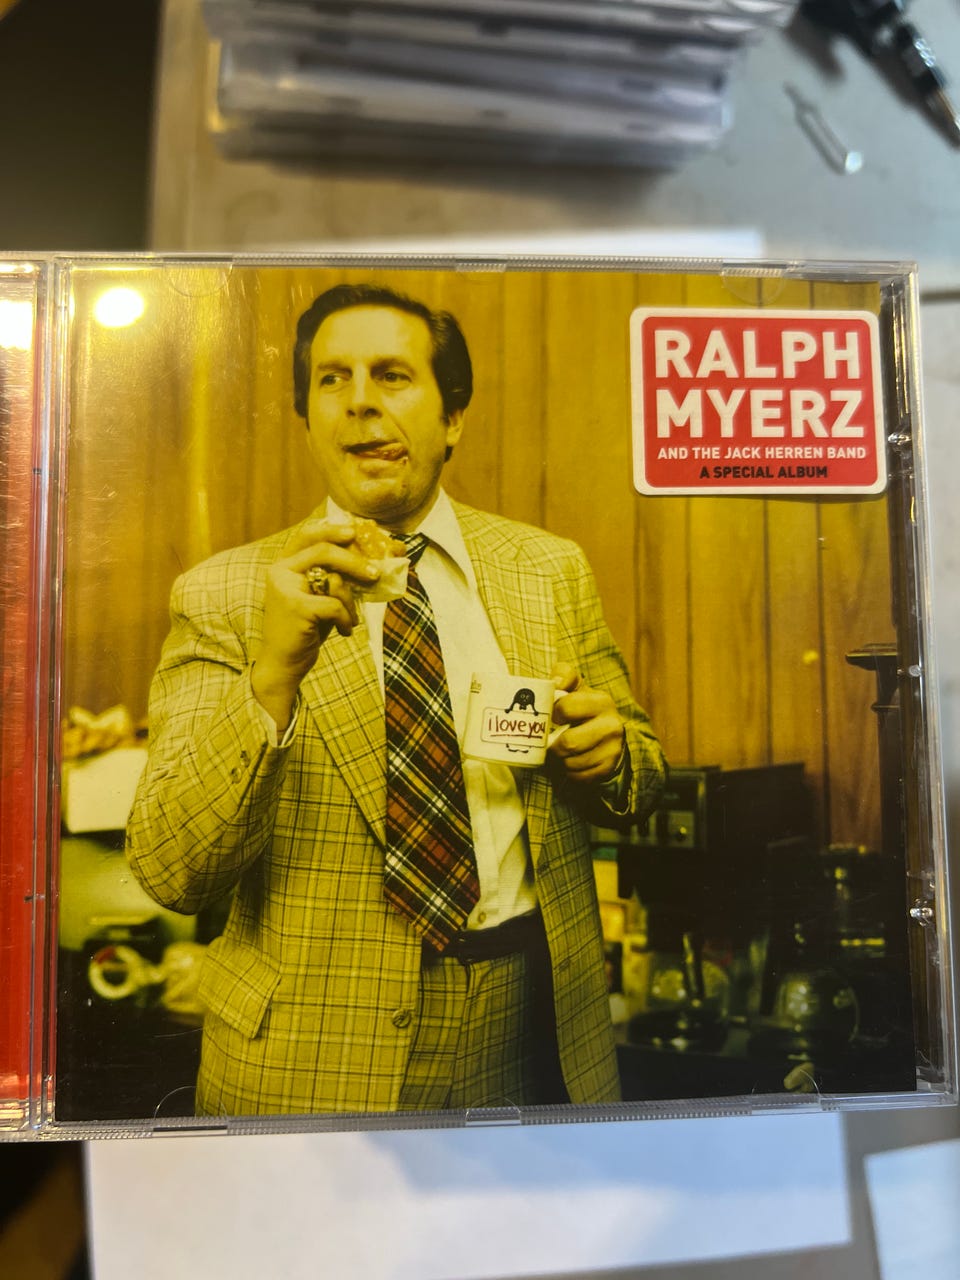 RALPH
MYERZ
AND THE JACK HERREN BAND
A SPECIAL ALBUM
i love you